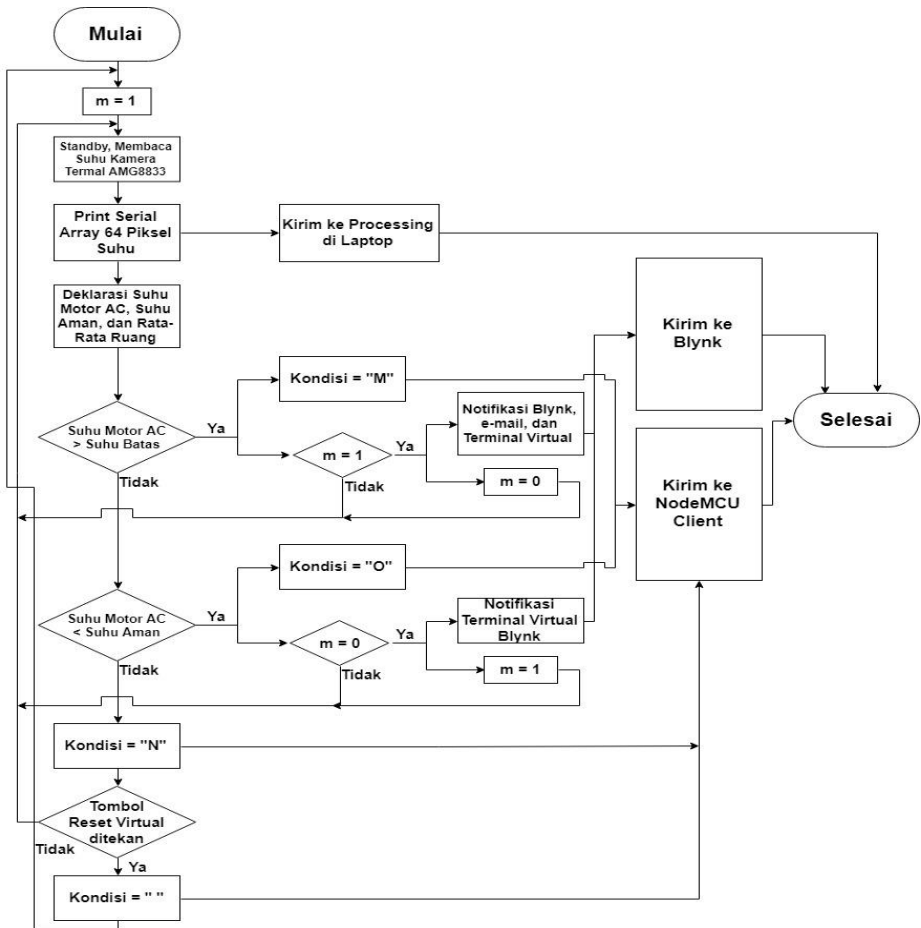 Mulai
m = 1
Standby, Membaca
Suhu Kamera
Termal AMG8833
Print Serial
Array 64 Piksel
Suhu
Kirim ke Processing
di Laptop
Deklarasi Suhu
Motor AC, Suhu
Aman, dan Rata-
Rata Ruang
Kirim ke
Blynk
Selesai
Kondisi = "M"
Suhu Motor AC
> Suhu Batas
Ya
Tidak
m = 1
Ya
Tidak
Notifikasi Blynk,
e-mail, dan
Terminal Virtual
m = 0
Kirim ke
NodeMCU
Client
Kondisi = "O"
Suhu Motor AC
< Suhu Aman
Ya
Tidak
m = 0
Ya
Tidak
Notifikasi
Terminal Virtual
Blynk
m = 1
Kondisi = "N"
Tombol
Reset Virtual
ditekan
Tidak
Ya
Kondisi = " "